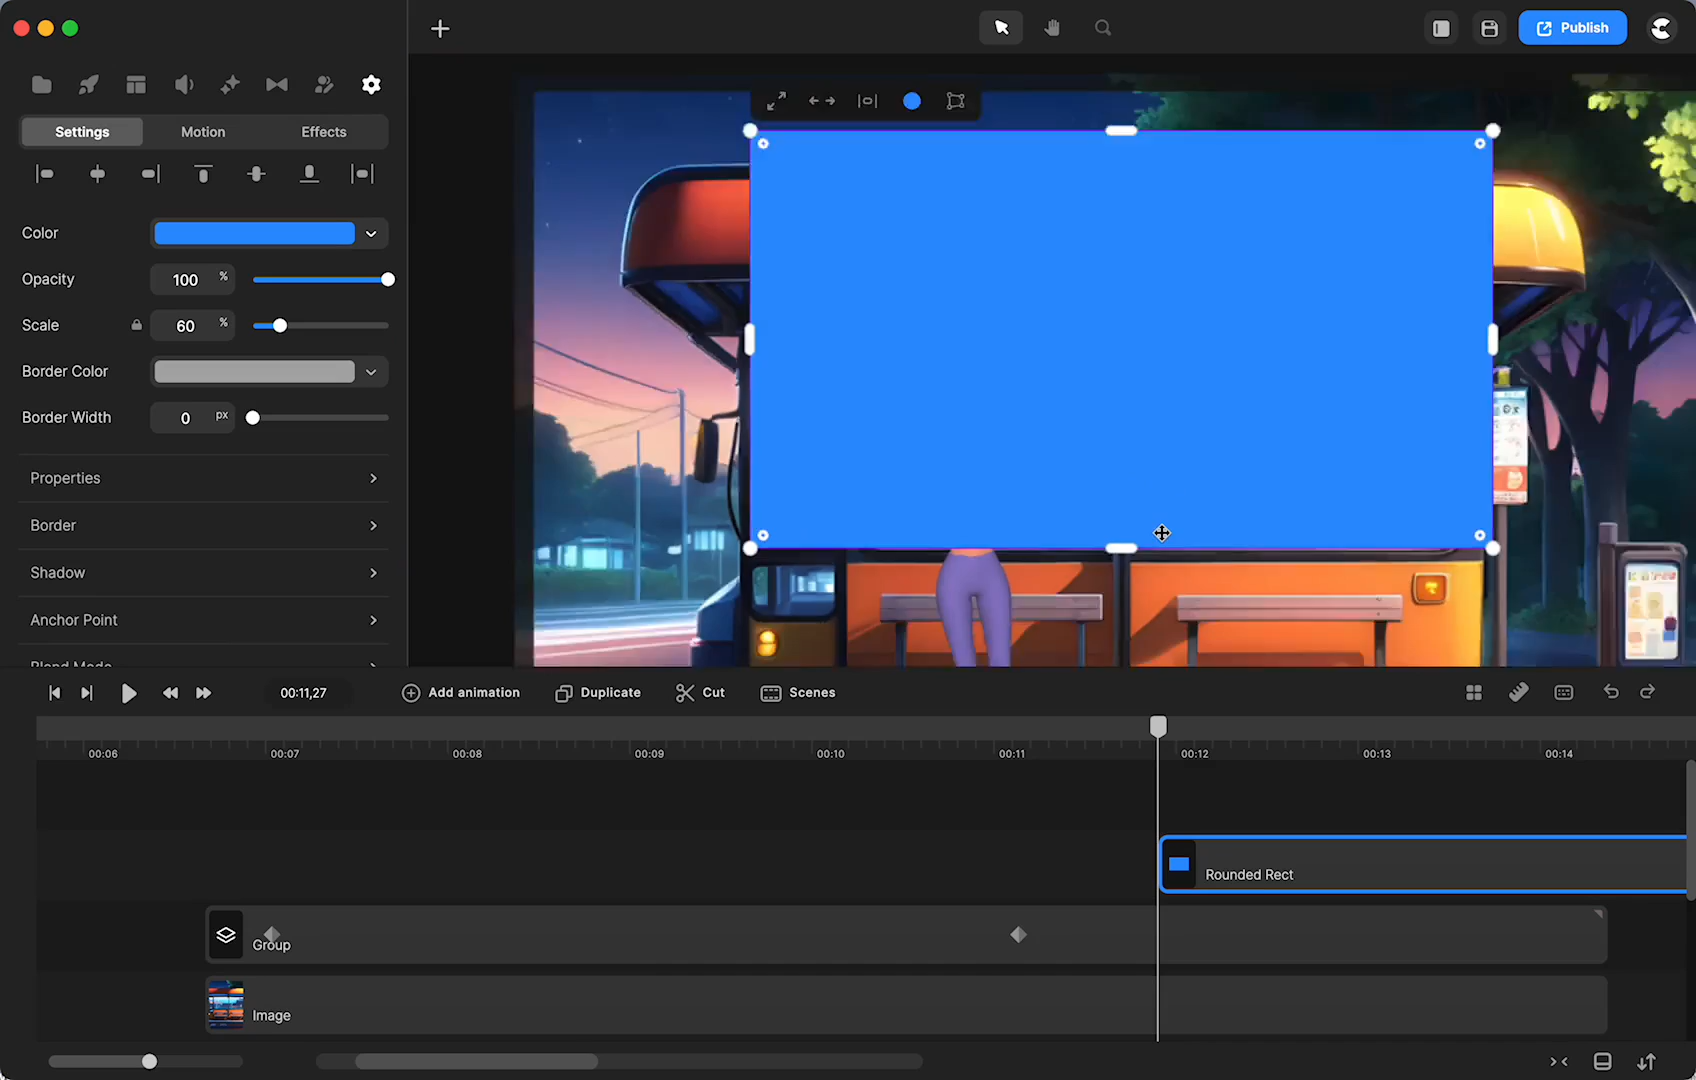 Publish
Settings Motion Effects
Color
Opacity 100 %
Scale 60 %
Border Color
Border Width 0 px
Properties
Border
Shadow
Anchor Point
00:11,27 Add animation Duplicate Cut Scenes
00:06 00:07 00:08 00:09 00:10 00:11 00:12 00:13 00:14
Rounded Rect
Group
Image